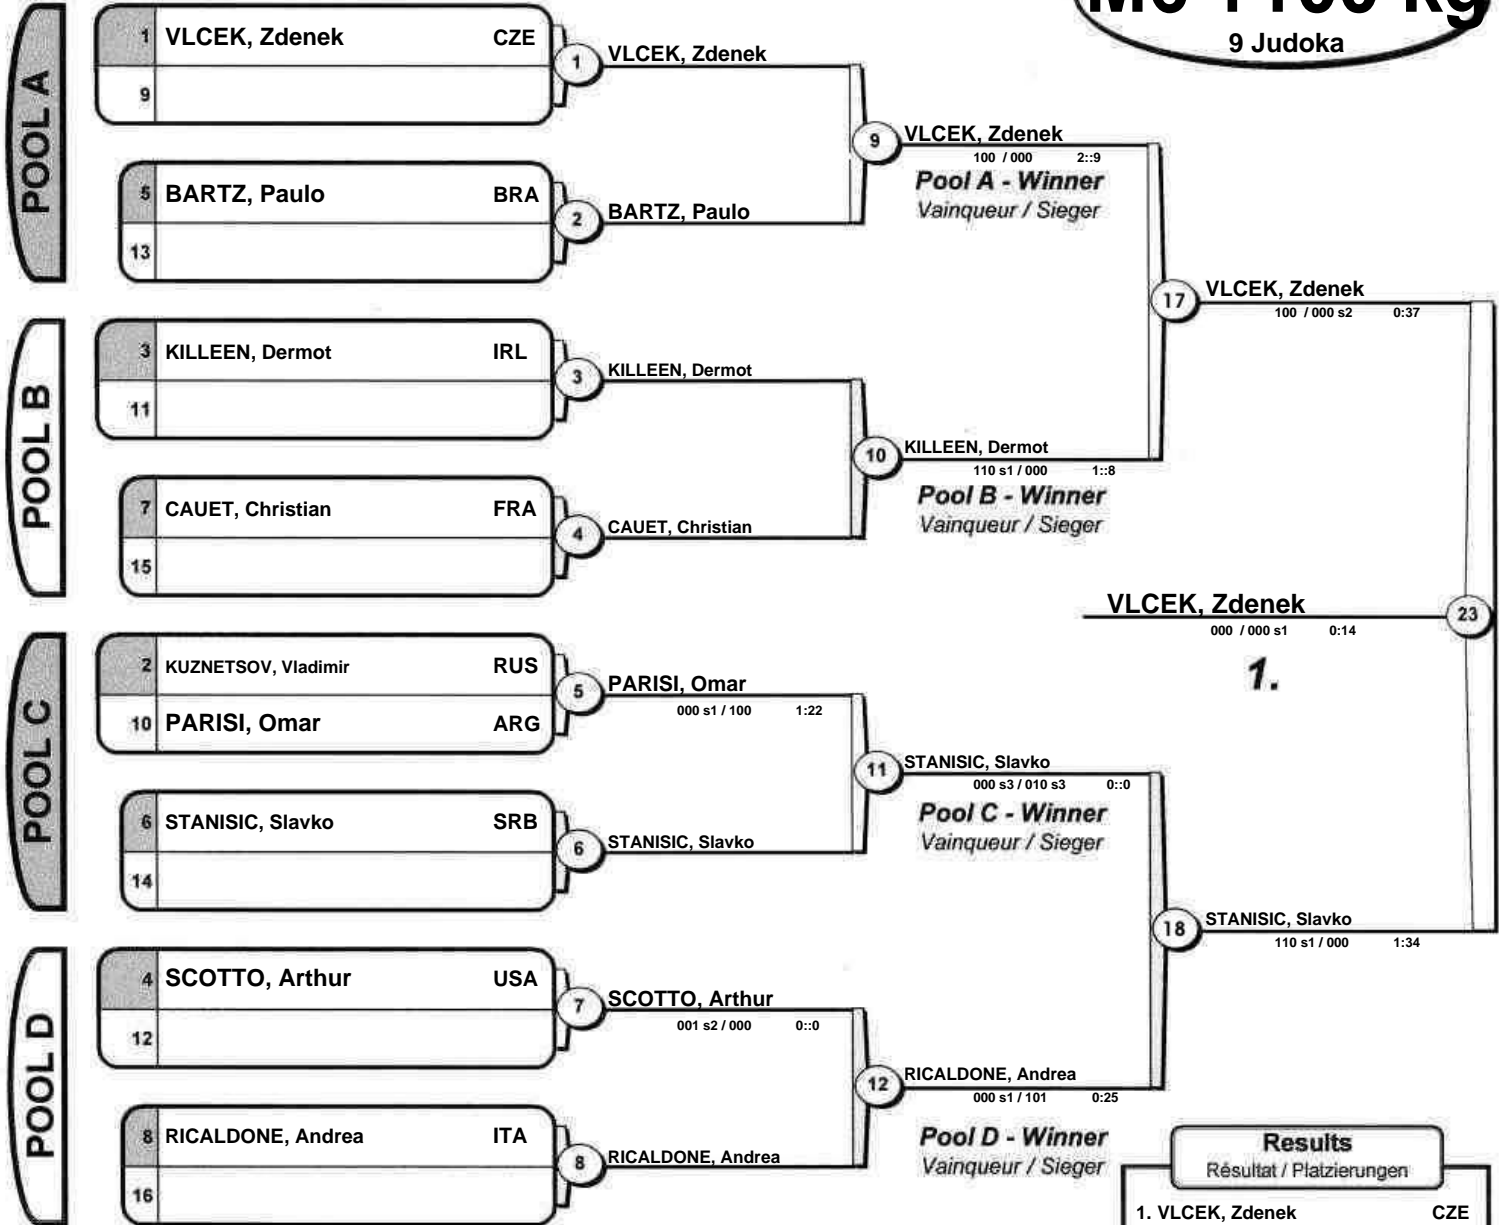 9 Judoka
POOL A
1 VLCEK, Zdenek CZE
9
1 VLCEK, Zdenek
5 BARTZ, Paulo BRA
13
2 BARTZ, Paulo
9 VLCEK, Zdenek
100 / 000 2::9
Pool A - Winner
Vainqueur / Sieger
POOL B
3 KILLEEN, Dermot IRL
11
3 KILLEEN, Dermot
7 CAUET, Christian FRA
15
4 CAUET, Christian
10 KILLEEN, Dermot
110 s1 / 000 1::8
Pool B - Winner
Vainqueur / Sieger
17 VLCEK, Zdenek
100 / 000 s2 0:37
VLCEK, Zdenek 23
000 / 000 s1 0:14
1.
POOL C
2 KUZNETSOV, Vladimir RUS
10 PARISI, Omar ARG
5 PARISI, Omar
000 s1 / 100 1:22
6 STANISIC, Slavko SRB
14
6 STANISIC, Slavko
11 STANISIC, Slavko
000 s3 / 010 s3 0::0
Pool C - Winner
Vainqueur / Sieger
POOL D
4 SCOTTO, Arthur USA
12
7 SCOTTO, Arthur
001 s2 / 000 0::0
8 RICALDONE, Andrea ITA
16
8 RICALDONE, Andrea
12 RICALDONE, Andrea
000 s1 / 101 0:25
Pool D - Winner
Vainqueur / Sieger
18 STANISIC, Slavko
110 s1 / 000 1:34
Results
Résultat / Platzierungen
1. VLCEK, Zdenek CZE